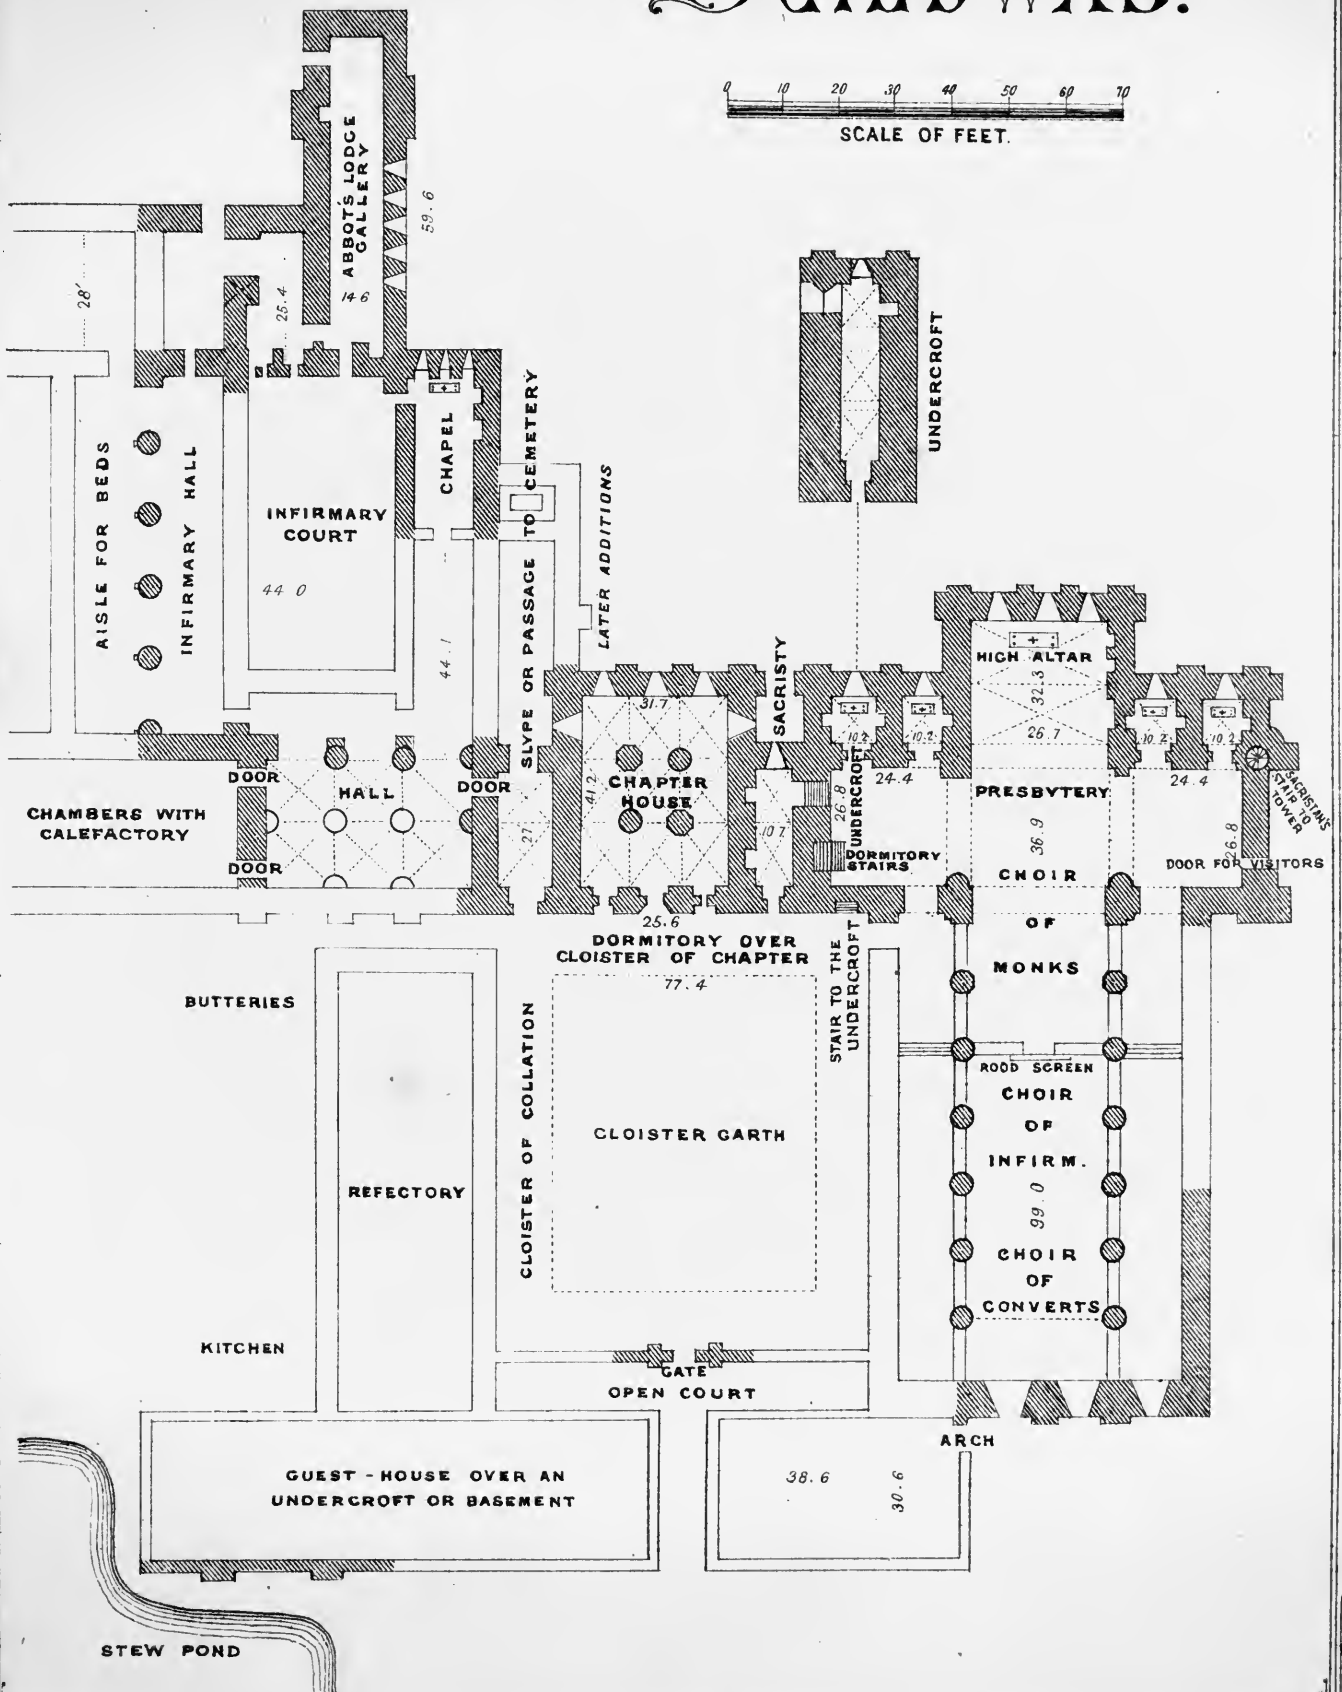 BUILDWAS.
0 10 20 30 40 50 60 70
SCALE OF FEET.
ABBOT'S LODGE
GALLERY
59.6
14 6
28'
25.4
UNDERCROFT
AISLE FOR BEDS
INFIRMARY HALL
INFIRMARY
COURT
44 0
CHAPEL
44.1
SLYPE OR PASSAGE TO CEMETERY
LATER ADDITIONS
SACRISTY
HIGH ALTAR
32.3
26.7
31.7
41.2
CHAPTER
HOUSE
10.2
10.2
10.2
10.2
24.4
24.4
26.8
UNDERCROFT
PRESBYTERY
SACRISTAN'S
STAIR TO
TOWER
DOOR
HALL
DOOR
CHAMBERS WITH
CALEFACTORY
DOOR
27
10 7
DORMITORY
STAIRS
36.9
26.8
DOOR FOR VISITORS
CHOIR
OF
MONKS
25.6
DORMITORY OVER
CLOISTER OF CHAPTER
77.4
STAIR TO THE
UNDERCROFT
BUTTERIES
CLOISTER OF COLLATION
ROOD SCREEN
CHOIR
OF
INFIRM.
99.0
CLOISTER GARTH
REFECTORY
CHOIR
OF
CONVERTS
KITCHEN
GATE
OPEN COURT
ARCH
GUEST-HOUSE OVER AN
UNDERCROFT OR BASEMENT
38.6
30.6
STEW POND